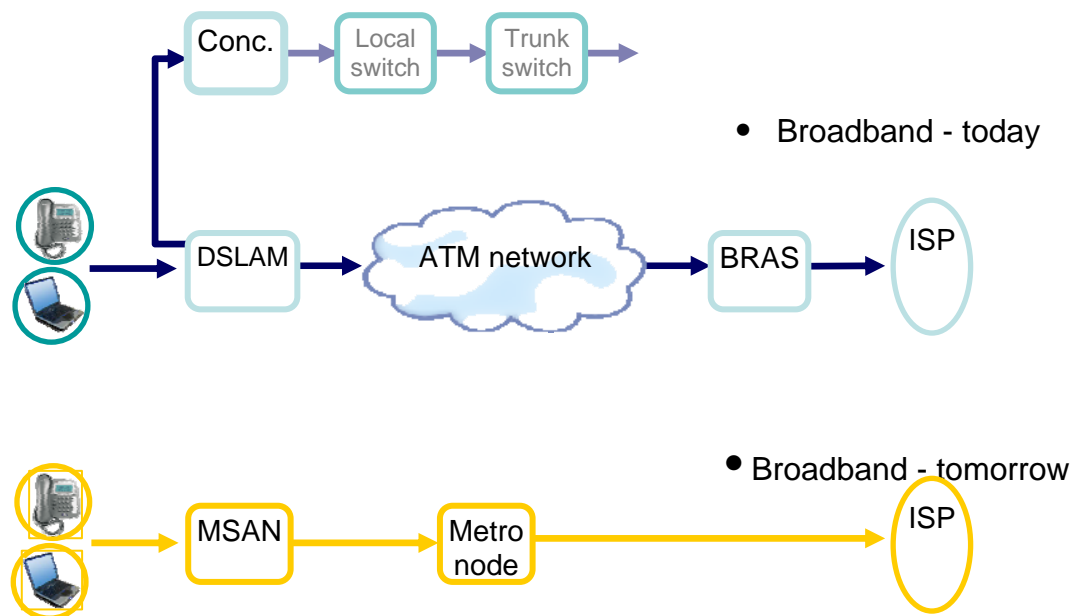 Conc.
Local
switch
Trunk
switch
• Broadband - today
DSLAM
ATM network
BRAS
ISP
• Broadband - tomorrow
MSAN
Metro
node
ISP